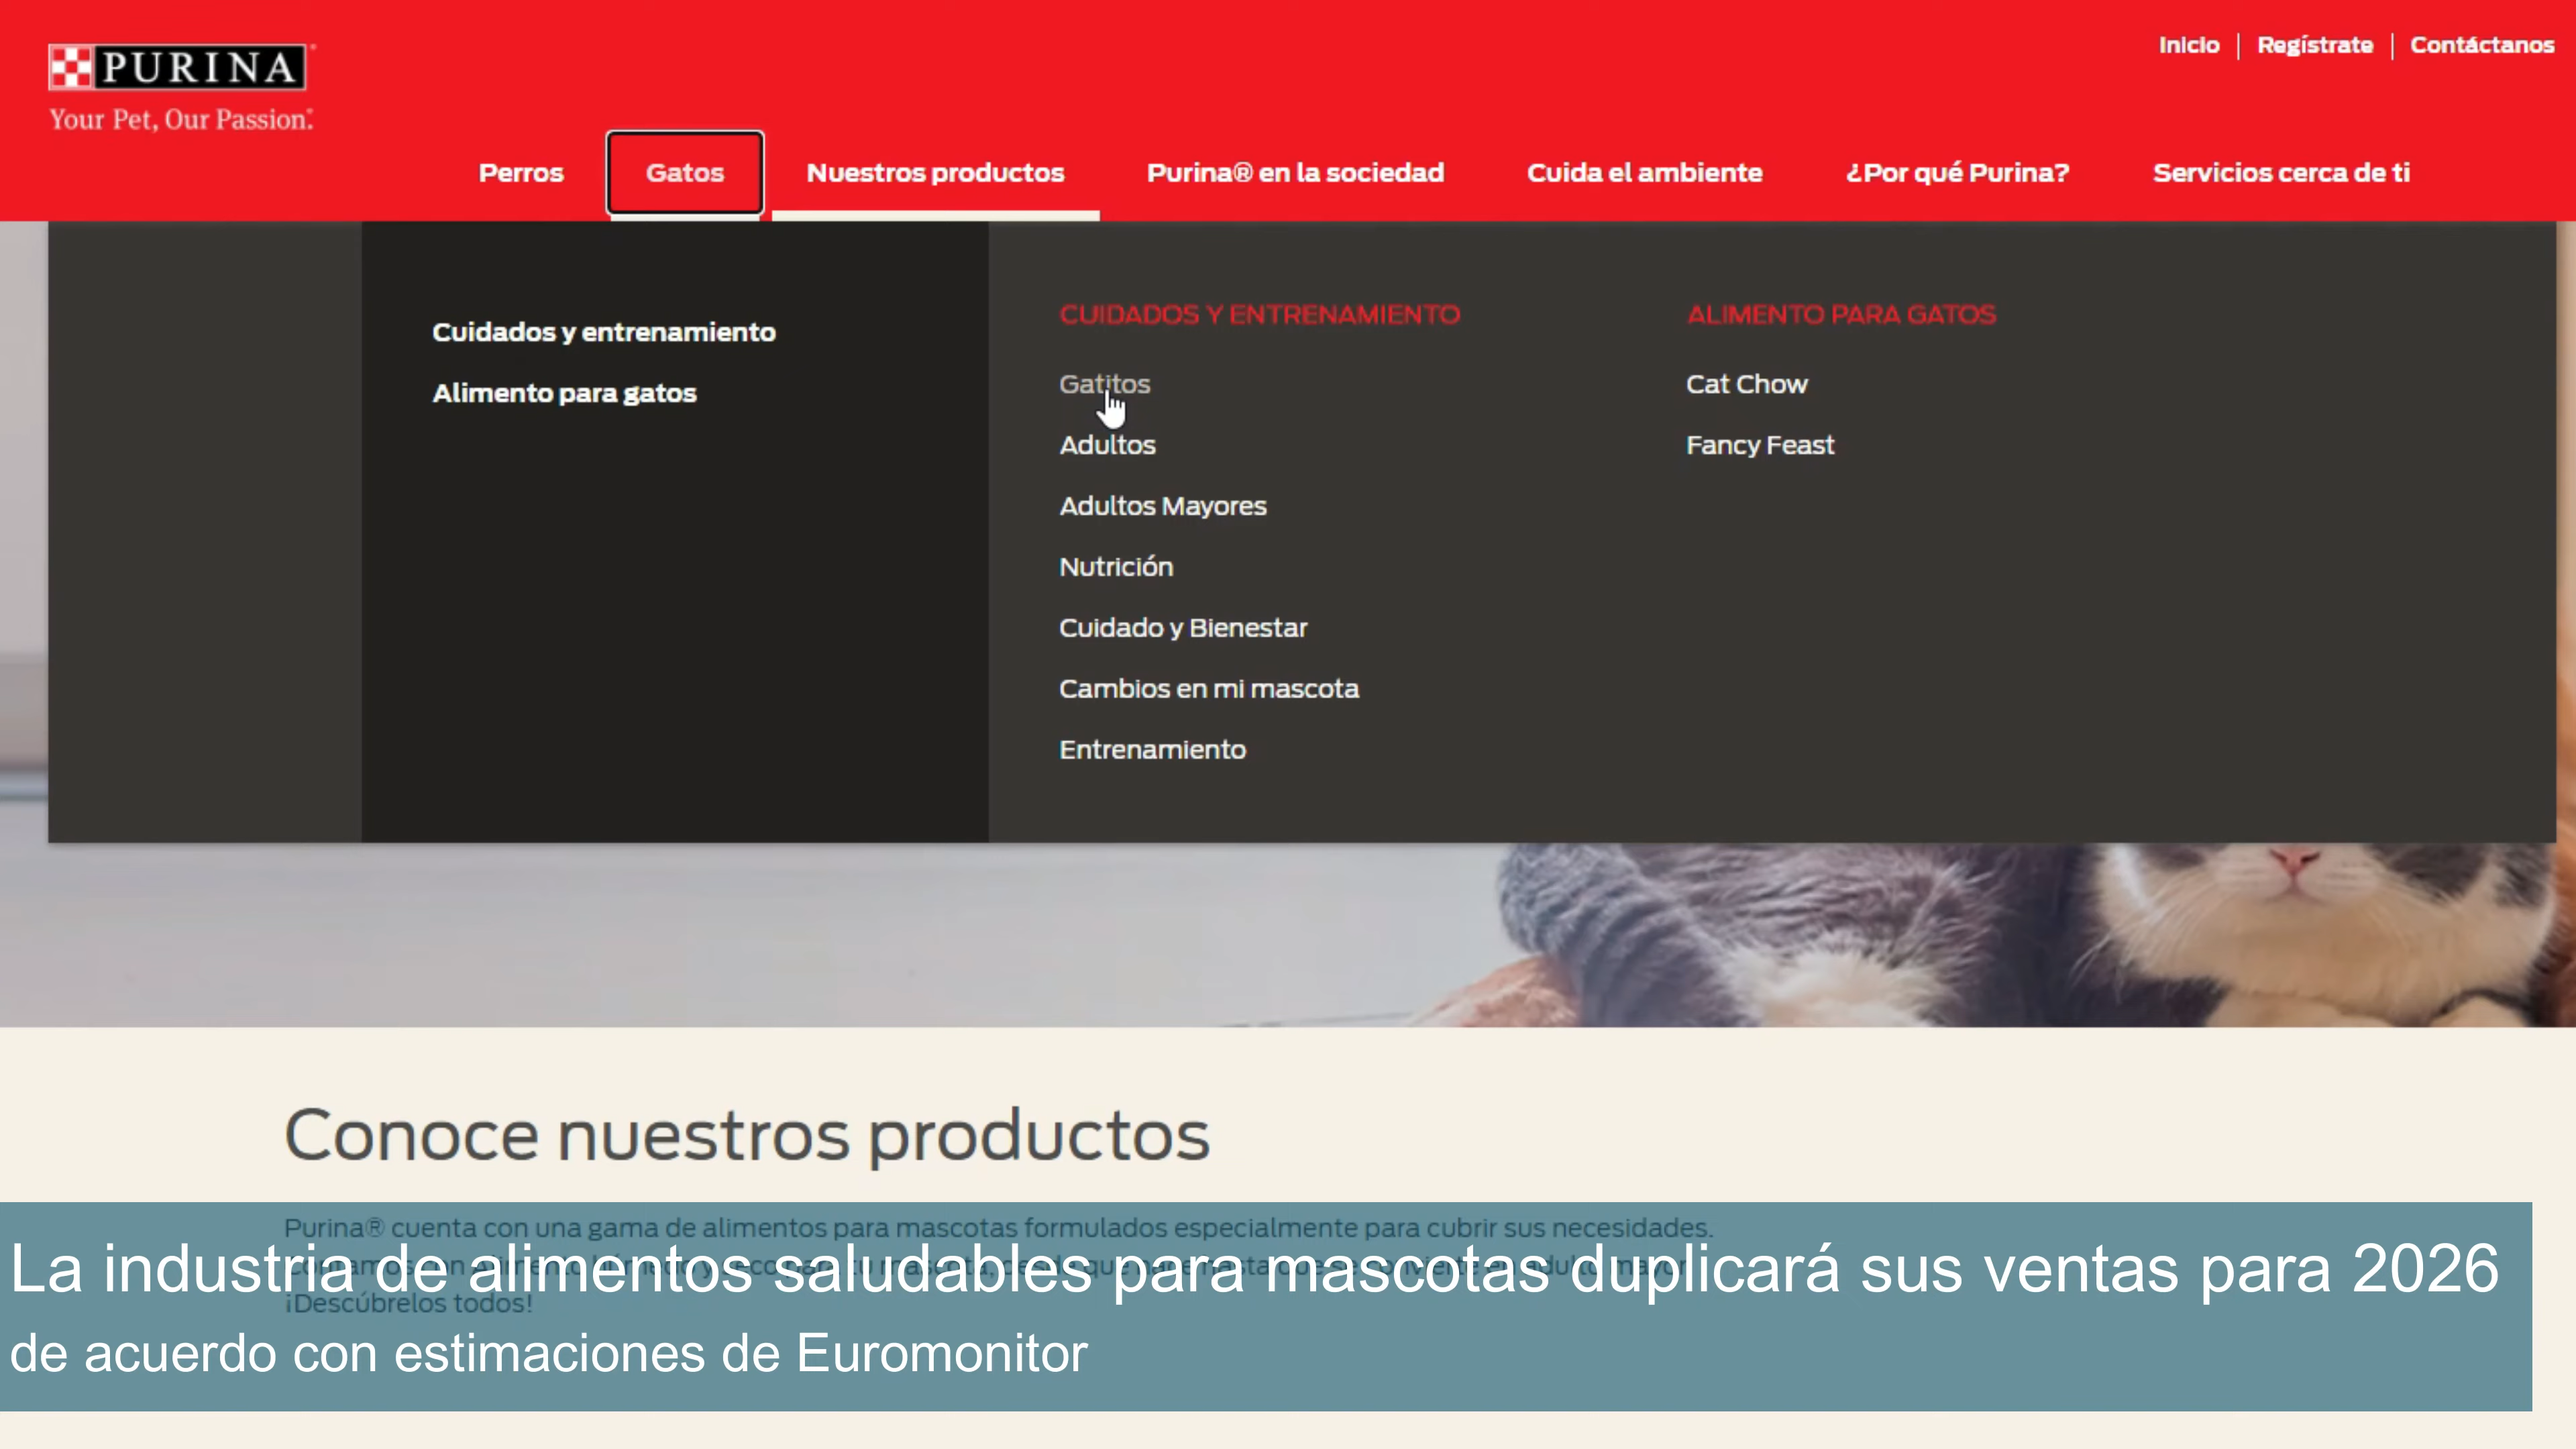 PURINA
Your Pet, Our Passion.
Inicio | Regístrate | Contáctanos
Perros Gatos Nuestros productos Purina® en la sociedad Cuida el ambiente ¿Por qué Purina? Servicios cerca de ti
Cuidados y entrenamiento
Alimento para gatos
CUIDADOS Y ENTRENAMIENTO
Gatitos
Adultos
Adultos Mayores
Nutrición
Cuidado y Bienestar
Cambios en mi mascota
Entrenamiento
ALIMENTO PARA GATOS
Cat Chow
Fancy Feast
Conoce nuestros productos
Purina® cuenta con una gama de alimentos para mascotas formulados especialmente para cubrir sus necesidades.
¡Descúbrelos todos!
La industria de alimentos saludables para mascotas duplicará sus ventas para 2026
de acuerdo con estimaciones de Euromonitor